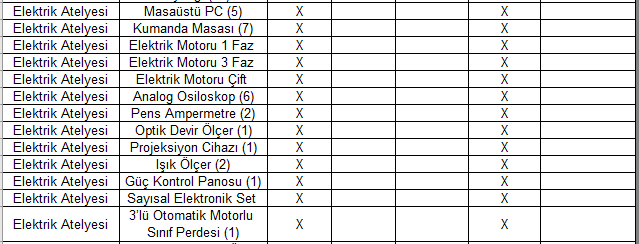 Elektrik Atelyesi Masaüstü PC (5) X X
Elektrik Atelyesi Kumanda Masası (7) X X
Elektrik Atelyesi Elektrik Motoru 1 Faz X X
Elektrik Atelyesi Elektrik Motoru 3 Faz X X
Elektrik Atelyesi Elektrik Motoru Çift X X
Elektrik Atelyesi Analog Osiloskop (6) X X
Elektrik Atelyesi Pens Ampermetre (2) X X
Elektrik Atelyesi Optik Devir Ölçer (1) X X
Elektrik Atelyesi Projeksiyon Cihazı (1) X X
Elektrik Atelyesi Işık Ölçer (2) X X
Elektrik Atelyesi Güç Kontrol Panosu (1) X X
Elektrik Atelyesi Sayısal Elektronik Set X X
Elektrik Atelyesi 3'lü Otomatik Motorlu X X
Sınıf Perdesi (1)